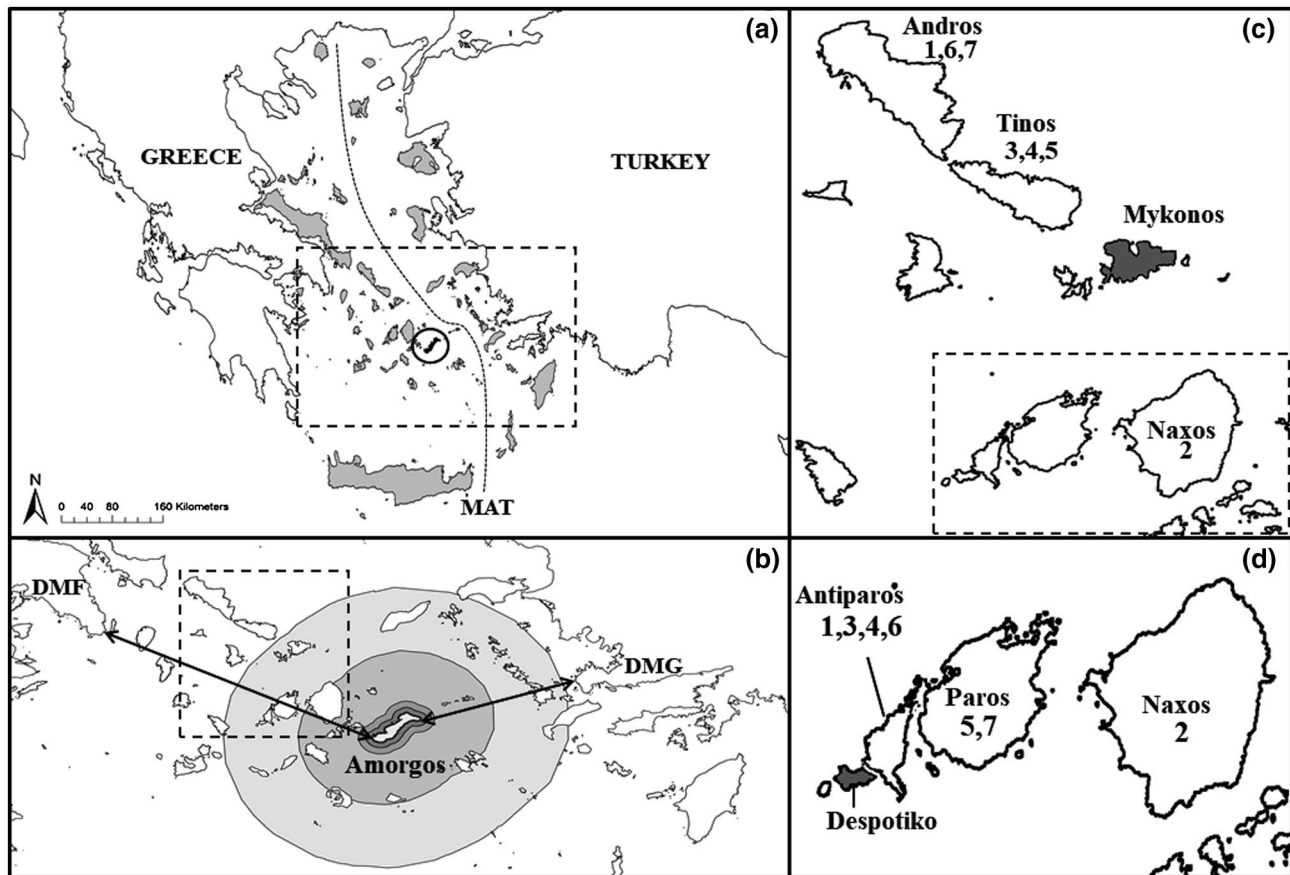 (a)
GREECE
TURKEY
MAT
N
0 40 80 160 Kilometers
(b)
DMF
DMG
Amorgos
(c)
Andros
1,6,7
Tinos
3,4,5
Mykonos
Naxos
2
(d)
Antiparos
1,3,4,6
Paros
5,7
Naxos
2
Despotiko